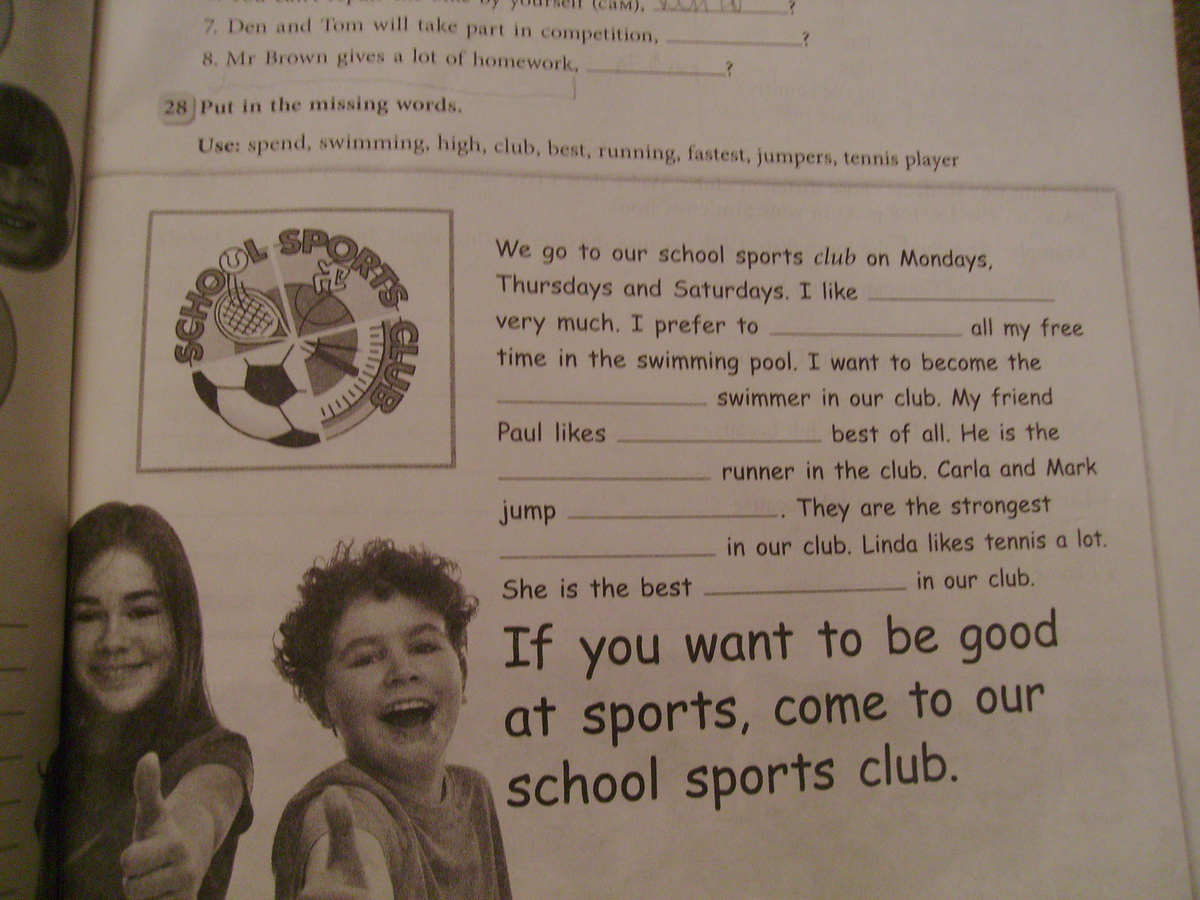 by yourself (сам), ?
7. Den and Tom will take part in competition, ?
8. Mr Brown gives a lot of homework, ?
28 Put in the missing words.
Use: spend, swimming, high, club, best, running, fastest, jumpers, tennis player
SCHOOL SPORTS CLUB
We go to our school sports club on Mondays,
Thursdays and Saturdays. I like
very much. I prefer to all my free
time in the swimming pool. I want to become the
swimmer in our club. My friend
Paul likes best of all. He is the
runner in the club. Carla and Mark
jump . They are the strongest
in our club. Linda likes tennis a lot.
She is the best in our club.
If you want to be good
at sports, come to our
school sports club.